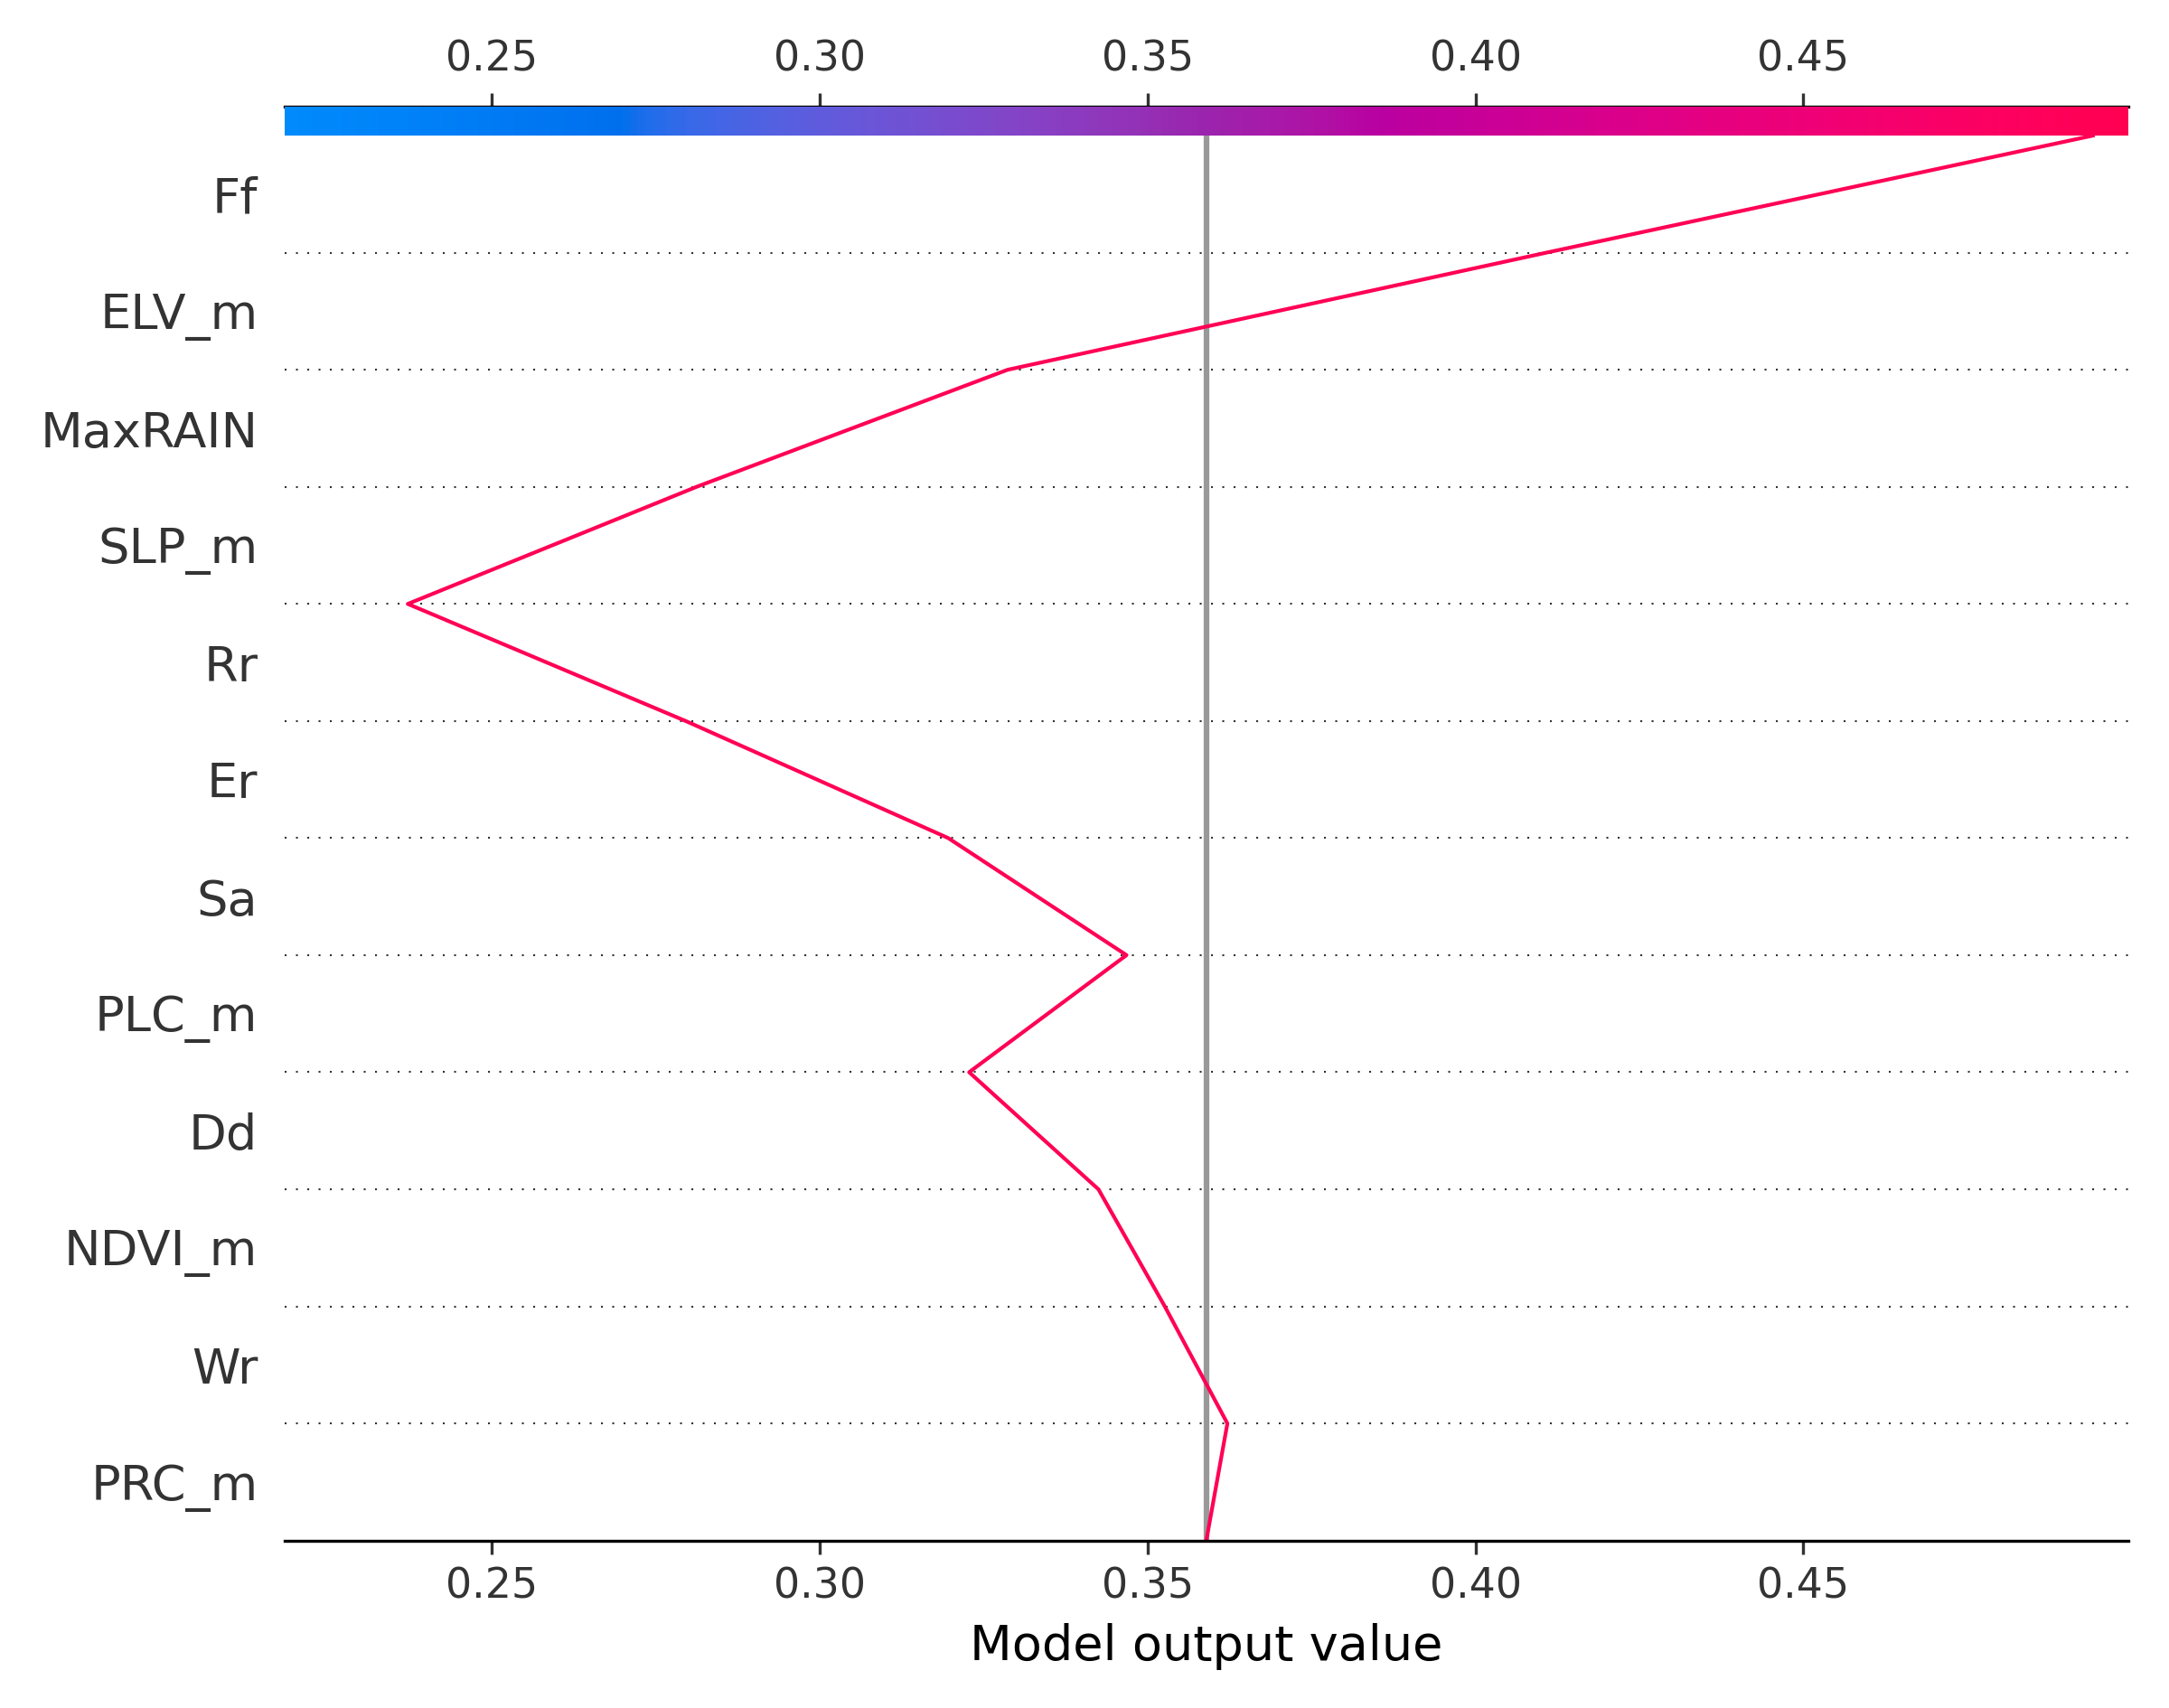 0.25 0.30 0.35 0.40 0.45
Ff
ELV_m
MaxRAIN
SLP_m
Rr
Er
Sa
PLC_m
Dd
NDVI_m
Wr
PRC_m
0.25 0.30 0.35 0.40 0.45
Model output value